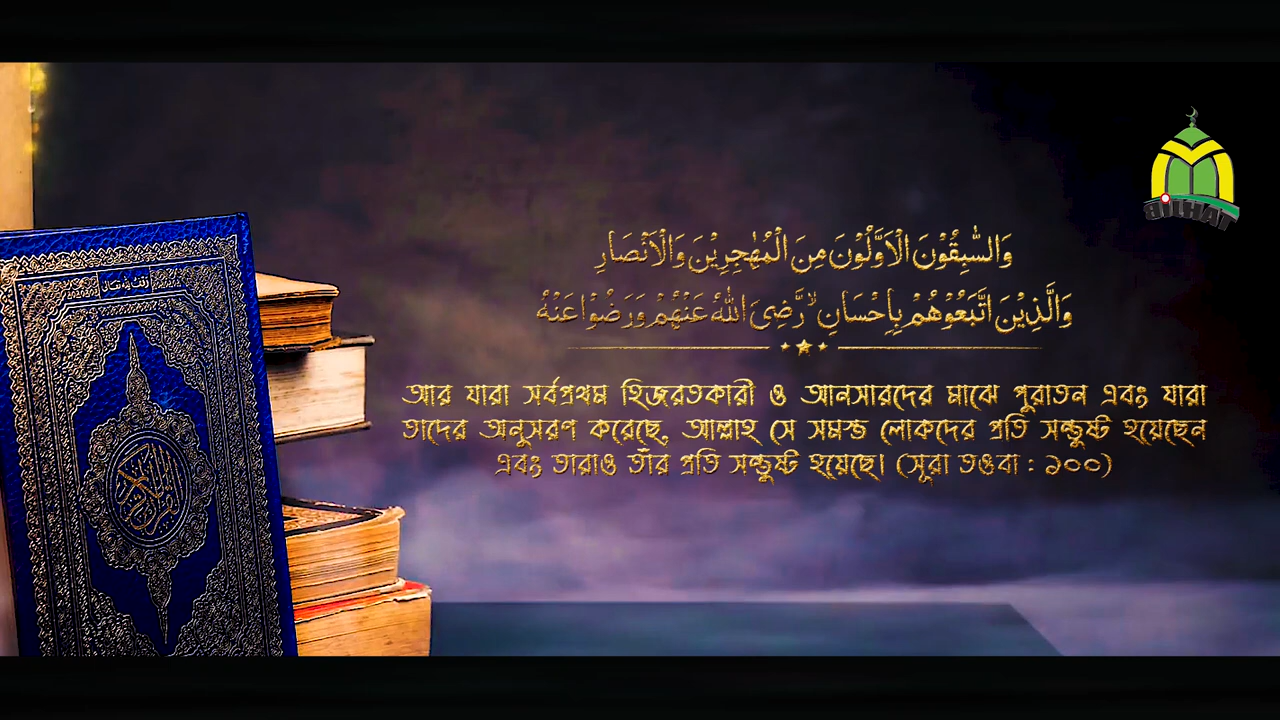 وَالسّٰبِقُوْنَ الْاَوَّلُوْنَ مِنَ الْمُهٰجِرِيْنَ وَالْاَنْصَارِ
وَالَّذِيْنَ اتَّبَعُوْهُمْ بِاِحْسَانٍ ۙ رَّضِىَ اللّٰهُ عَنْهُمْ وَرَضُوْا عَنْهُ
আর যারা সর্বপ্রথম হিজরতকারী ও আনসারদের মাঝে পুরাতন এবং যারা
তাদের অনুসরণ করেছে, আল্লাহ সে সমস্ত লোকদের প্রতি সন্তুষ্ট হয়েছেন
এবং তারাও তাঁর প্রতি সন্তুষ্ট হয়েছে। (সূরা তওবা : ১০০)